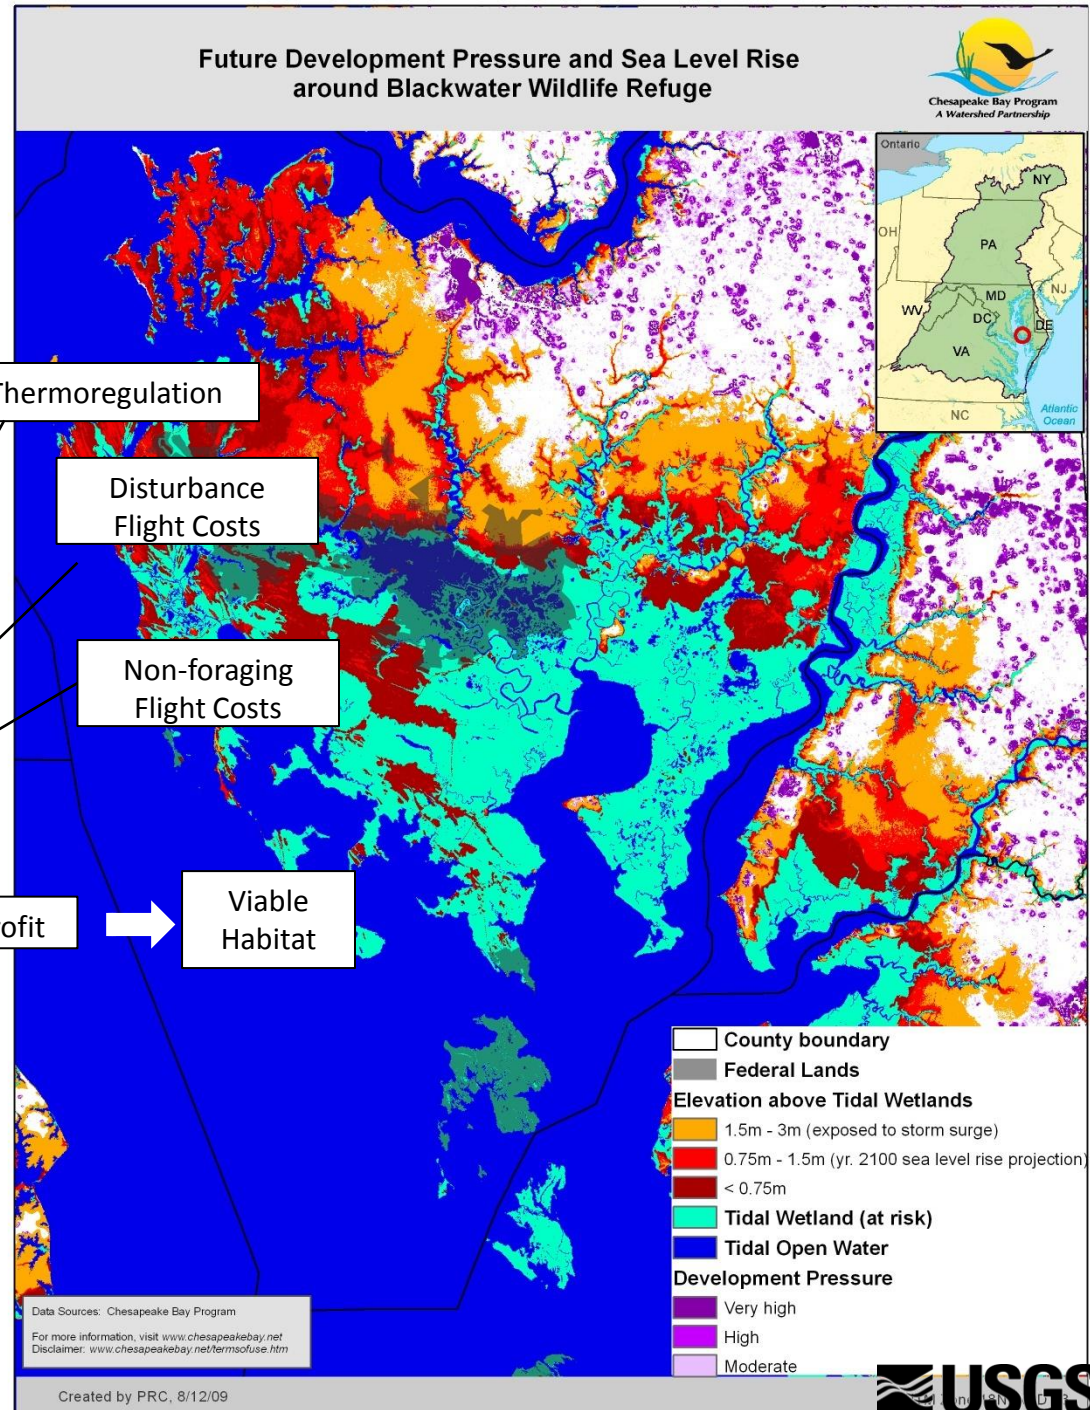 Future Development Pressure and Sea Level Rise
around Blackwater Wildlife Refuge
Chesapeake Bay Program
A Watershed Partnership
Ontario
NY
OH
PA
NJ
MD
WV
DC
DE
VA
NC
Atlantic
Ocean
Thermoregulation
Disturbance
Flight Costs
Non-foraging
Flight Costs
Viable
Habitat
County boundary
Federal Lands
Elevation above Tidal Wetlands
1.5m - 3m (exposed to storm surge)
0.75m - 1.5m (yr. 2100 sea level rise projection)
< 0.75m
Tidal Wetland (at risk)
Tidal Open Water
Development Pressure
Very high
High
Moderate
Data Sources: Chesapeake Bay Program
For more information, visit www.chesapeakebay.net
Disclaimer: www.chesapeakebay.net/termsofuse.htm
Created by PRC, 8/12/09
USGS